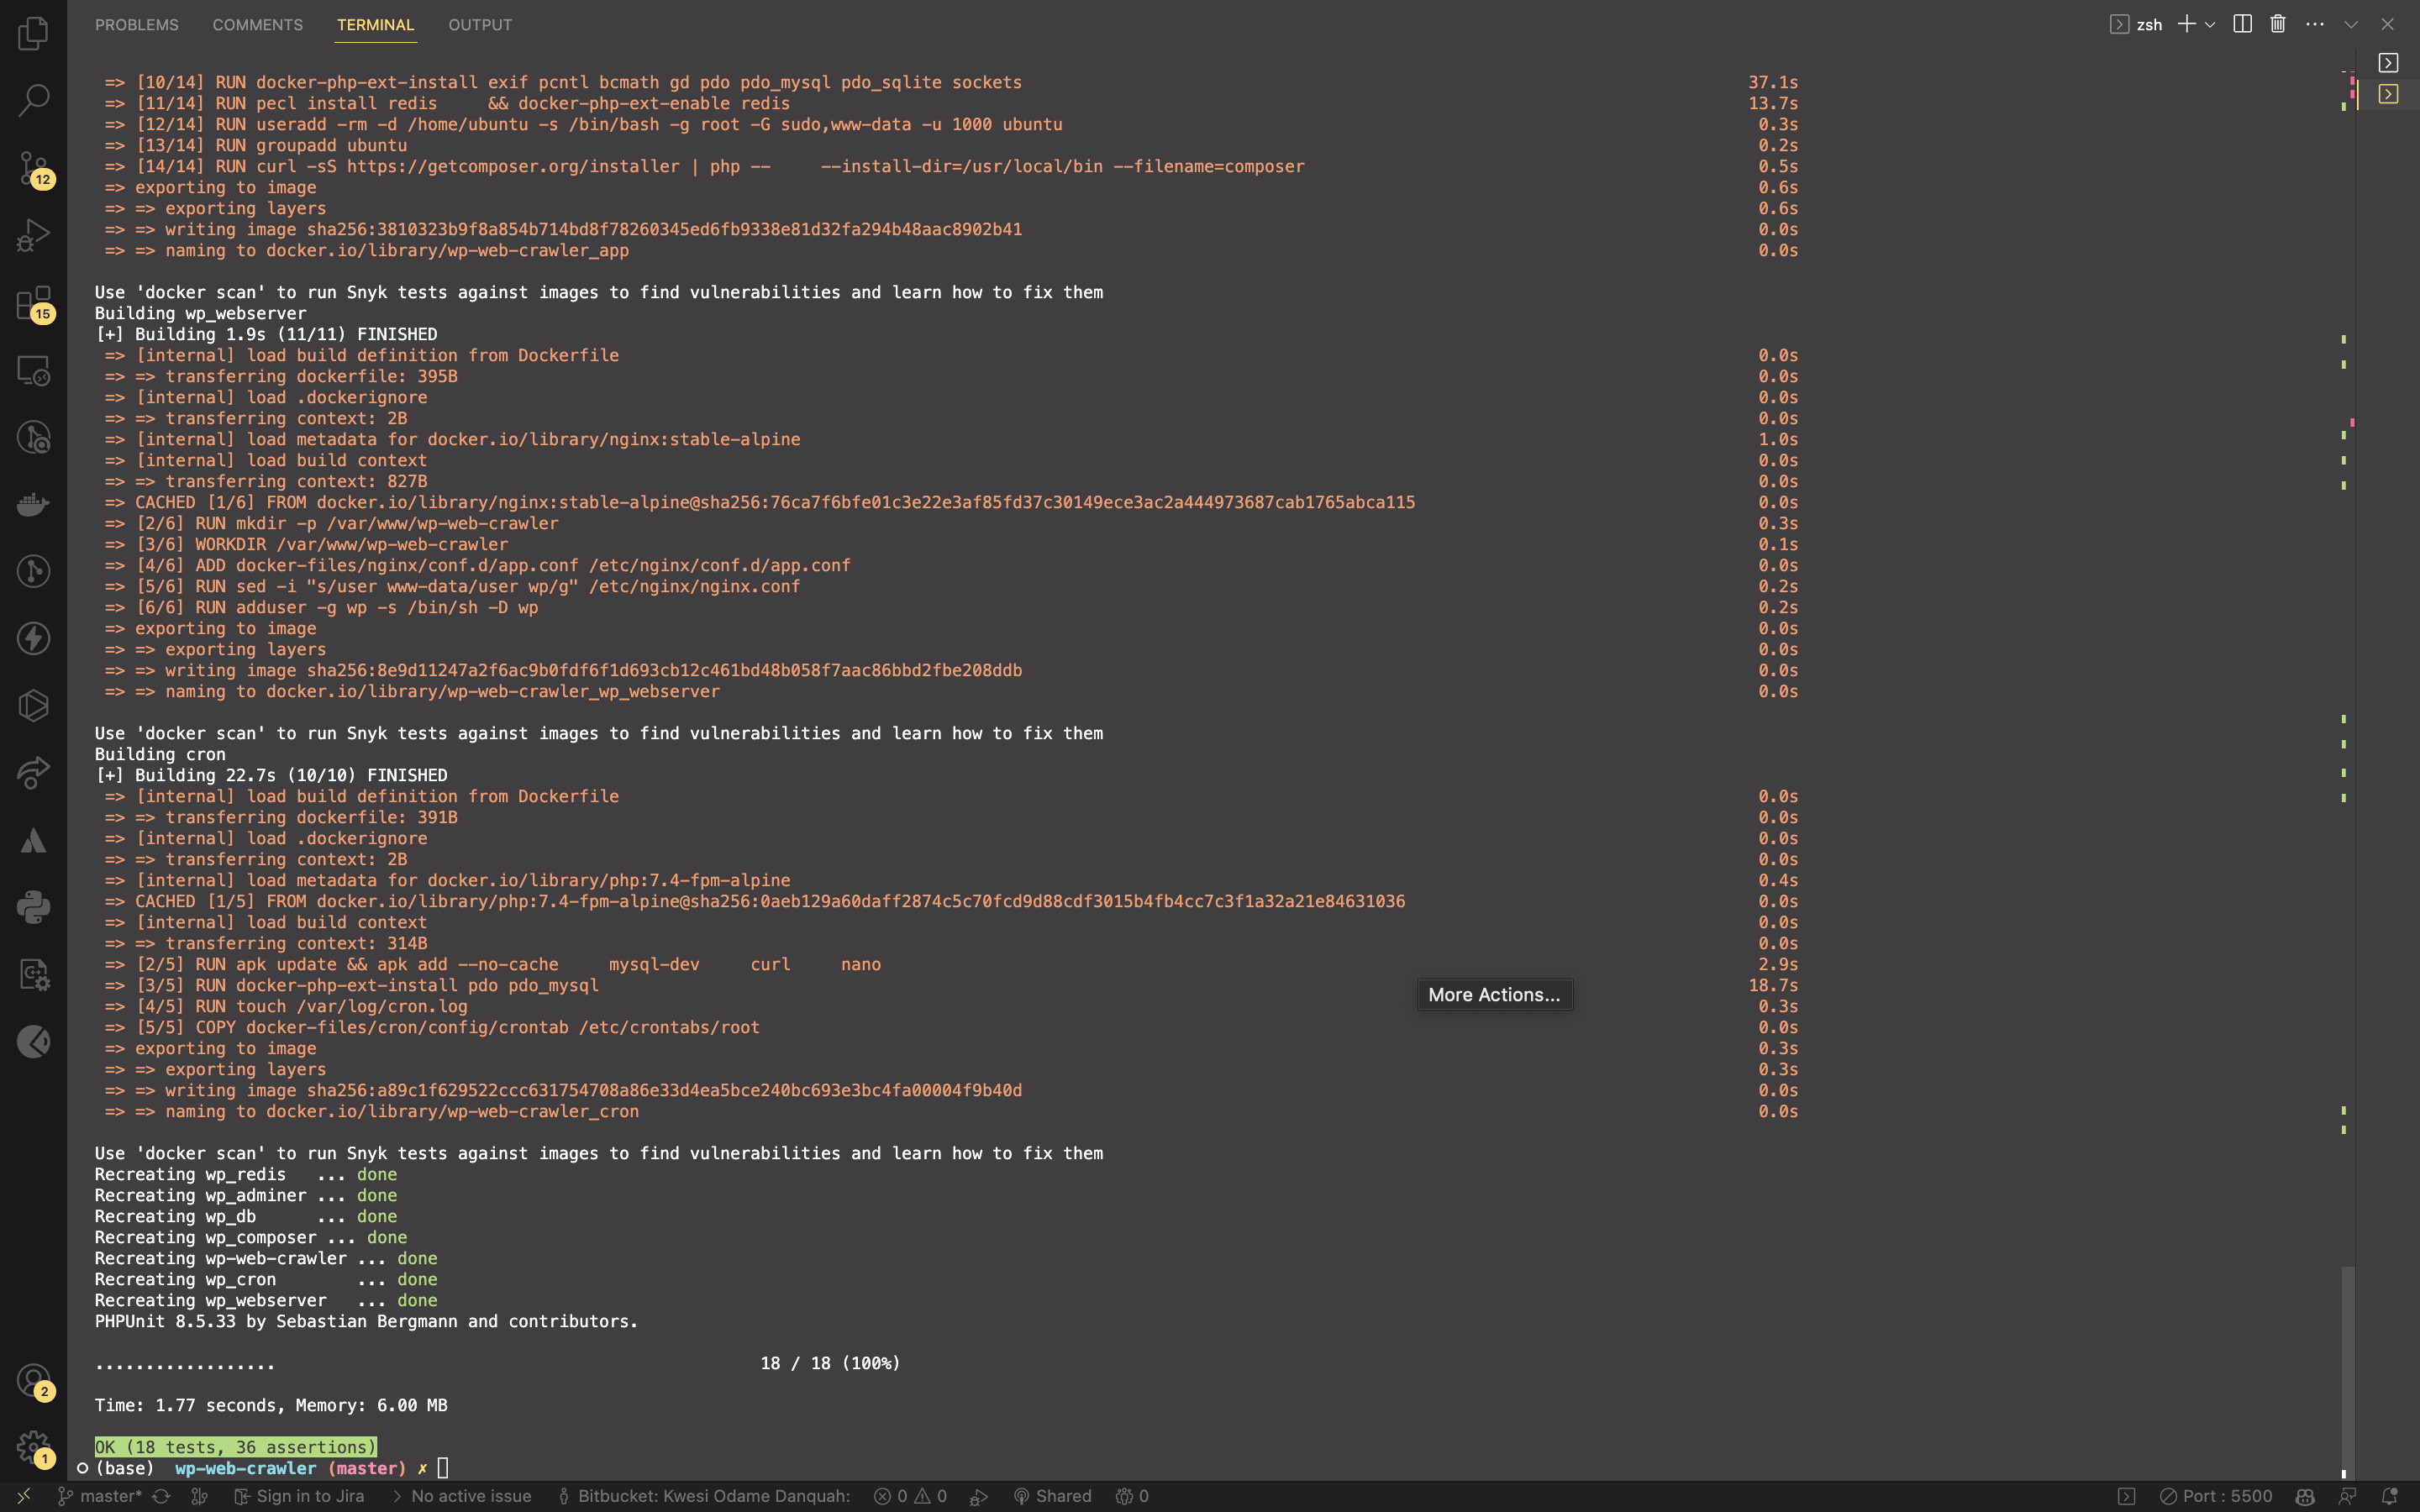 PROBLEMS COMMENTS TERMINAL OUTPUT zsh
=> [10/14] RUN docker-php-ext-install exif pcntl bcmath gd pdo pdo_mysql pdo_sqlite sockets 37.1s
=> [11/14] RUN pecl install redis     && docker-php-ext-enable redis 13.7s
=> [12/14] RUN useradd -rm -d /home/ubuntu -s /bin/bash -g root -G sudo,www-data -u 1000 ubuntu 0.3s
=> [13/14] RUN groupadd ubuntu 0.2s
=> [14/14] RUN curl -sS https://getcomposer.org/installer | php --     --install-dir=/usr/local/bin --filename=composer 0.5s
=> exporting to image 0.6s
=> => exporting layers 0.6s
=> => writing image sha256:3810323b9f8a854b714bd8f78260345ed6fb9338e81d32fa294b48aac8902b41 0.0s
=> => naming to docker.io/library/wp-web-crawler_app 0.0s
Use 'docker scan' to run Snyk tests against images to find vulnerabilities and learn how to fix them
Building wp_webserver
[+] Building 1.9s (11/11) FINISHED
=> [internal] load build definition from Dockerfile 0.0s
=> => transferring dockerfile: 395B 0.0s
=> [internal] load .dockerignore 0.0s
=> => transferring context: 2B 0.0s
=> [internal] load metadata for docker.io/library/nginx:stable-alpine 1.0s
=> [internal] load build context 0.0s
=> => transferring context: 827B 0.0s
=> CACHED [1/6] FROM docker.io/library/nginx:stable-alpine@sha256:76ca7f6bfe01c3e22e3af85fd37c30149ece3ac2a444973687cab1765abca115 0.0s
=> [2/6] RUN mkdir -p /var/www/wp-web-crawler 0.3s
=> [3/6] WORKDIR /var/www/wp-web-crawler 0.1s
=> [4/6] ADD docker-files/nginx/conf.d/app.conf /etc/nginx/conf.d/app.conf 0.0s
=> [5/6] RUN sed -i "s/user www-data/user wp/g" /etc/nginx/nginx.conf 0.2s
=> [6/6] RUN adduser -g wp -s /bin/sh -D wp 0.2s
=> exporting to image 0.0s
=> => exporting layers 0.0s
=> => writing image sha256:8e9d11247a2f6ac9b0fdf6f1d693cb12c461bd48b058f7aac86bbd2fbe208ddb 0.0s
=> => naming to docker.io/library/wp-web-crawler_wp_webserver 0.0s
Use 'docker scan' to run Snyk tests against images to find vulnerabilities and learn how to fix them
Building cron
[+] Building 22.7s (10/10) FINISHED
=> [internal] load build definition from Dockerfile 0.0s
=> => transferring dockerfile: 391B 0.0s
=> [internal] load .dockerignore 0.0s
=> => transferring context: 2B 0.0s
=> [internal] load metadata for docker.io/library/php:7.4-fpm-alpine 0.4s
=> CACHED [1/5] FROM docker.io/library/php:7.4-fpm-alpine@sha256:0aeb129a60daff2874c5c70fcd9d88cdf3015b4fb4cc7c3f1a32a21e84631036 0.0s
=> [internal] load build context 0.0s
=> => transferring context: 314B 0.0s
=> [2/5] RUN apk update && apk add --no-cache     mysql-dev     curl     nano 2.9s
=> [3/5] RUN docker-php-ext-install pdo pdo_mysql 18.7s
More Actions...
=> [4/5] RUN touch /var/log/cron.log 0.3s
=> [5/5] COPY docker-files/cron/config/crontab /etc/crontabs/root 0.0s
=> exporting to image 0.3s
=> => exporting layers 0.3s
=> => writing image sha256:a89c1f629522ccc631754708a86e33d4ea5bce240bc693e3bc4fa00004f9b40d 0.0s
=> => naming to docker.io/library/wp-web-crawler_cron 0.0s
Use 'docker scan' to run Snyk tests against images to find vulnerabilities and learn how to fix them
Recreating wp_redis   ... done
Recreating wp_adminer ... done
Recreating wp_db      ... done
Recreating wp_composer ... done
Recreating wp-web-crawler ... done
Recreating wp_cron        ... done
Recreating wp_webserver   ... done
PHPUnit 8.5.33 by Sebastian Bergmann and contributors.
.................. 18 / 18 (100%)
Time: 1.77 seconds, Memory: 6.00 MB
OK (18 tests, 36 assertions)
(base) wp-web-crawler (master) ✗
12
15
2
1
master* Sign in to Jira No active issue Bitbucket: Kwesi Odame Danquah: 0 0 Shared 0 Port : 5500